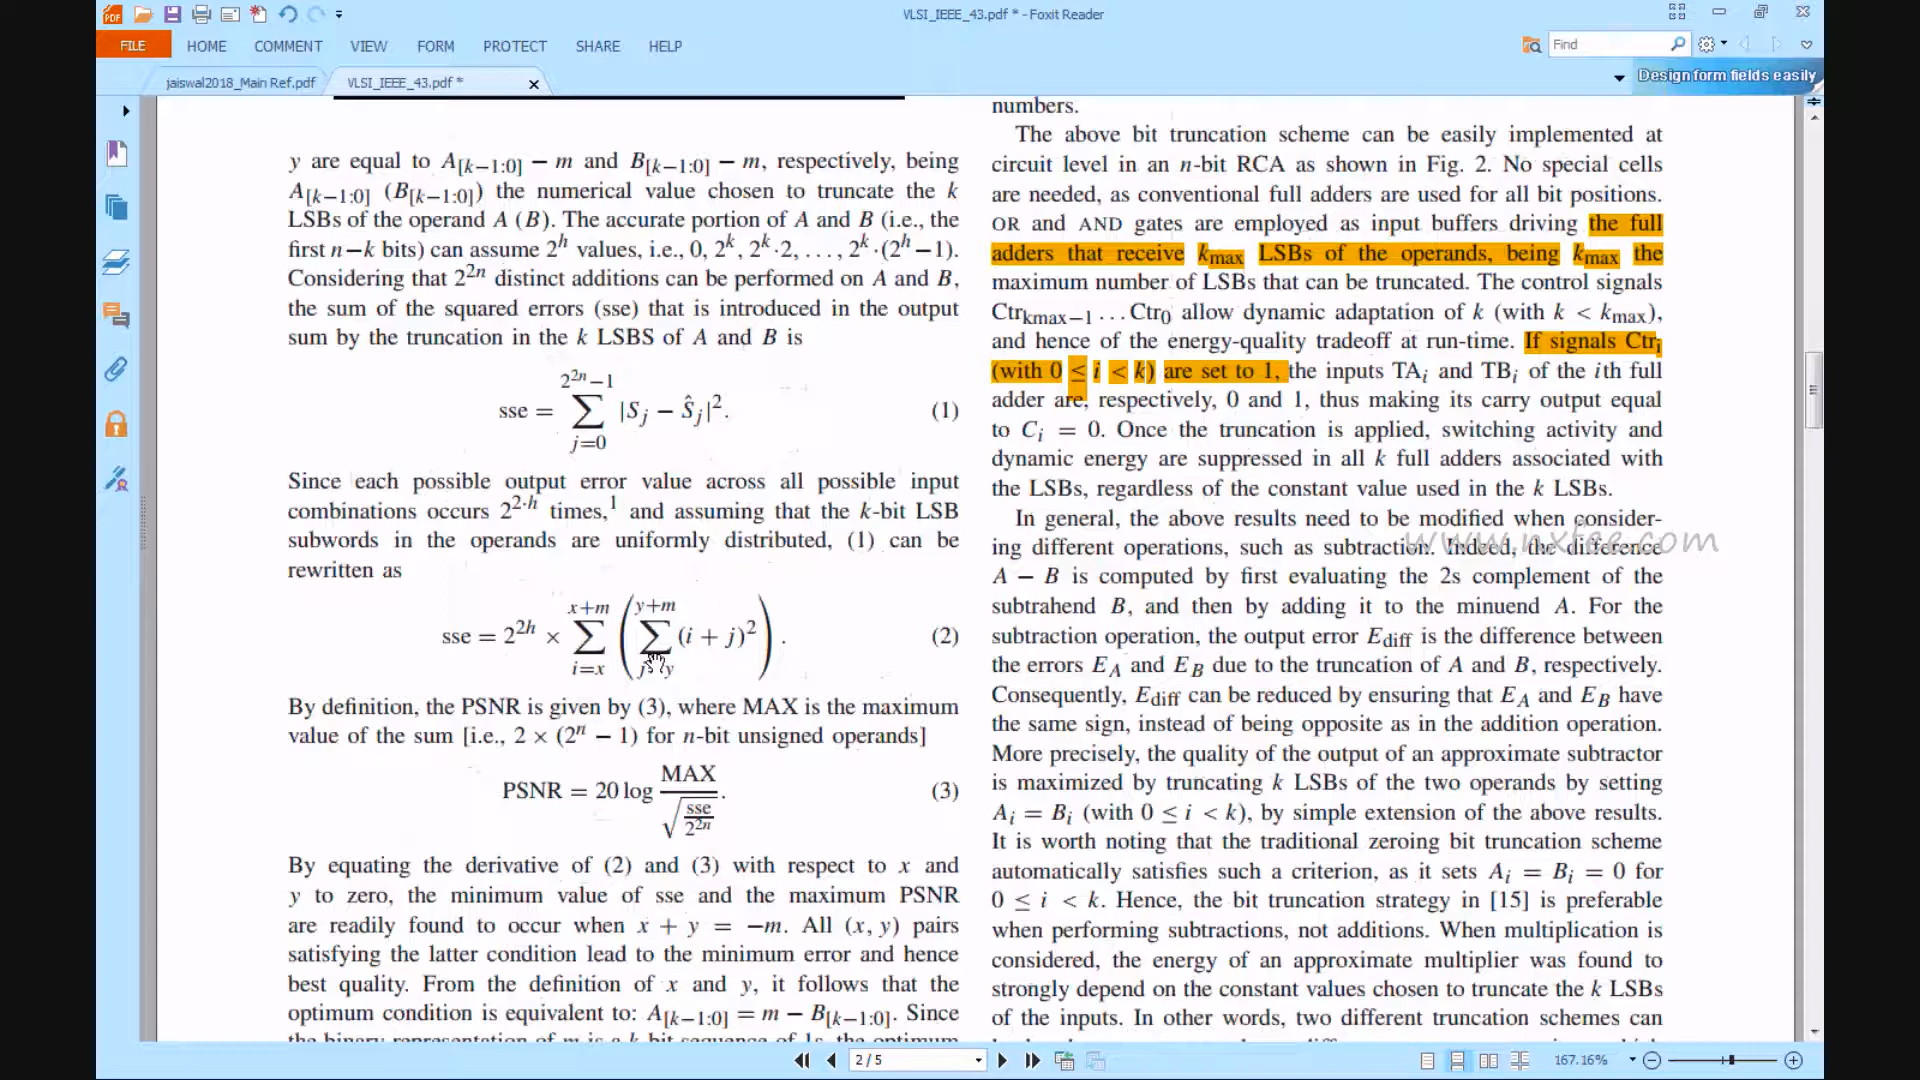 VLSI_IEEE_43.pdf * - Foxit Reader
FILE HOME COMMENT VIEW FORM PROTECT SHARE HELP
Find
jaiswal2018_Main Ref.pdf
VLSI_IEEE_43.pdf *
Design form fields easily
y are equal to A[k−1:0] − m and B[k−1:0] − m, respectively, being
A[k−1:0] (B[k−1:0]) the numerical value chosen to truncate the k
LSBs of the operand A (B). The accurate portion of A and B (i.e., the
first n−k bits) can assume 2^h values, i.e., 0, 2^k, 2^k·2, . . . , 2^k·(2^h−1).
Considering that 2^2n distinct additions can be performed on A and B,
the sum of the squared errors (sse) that is introduced in the output
sum by the truncation in the k LSBS of A and B is
2^2n−1
sse = ∑ |Sj − Ŝj|². (1)
j=0
Since each possible output error value across all possible input
combinations occurs 2^2·h times,¹ and assuming that the k-bit LSB
subwords in the operands are uniformly distributed, (1) can be
rewritten as
x+m y+m
sse = 2^2h × ∑ ( ∑ (i + j)² ) . (2)
i=x
By definition, the PSNR is given by (3), where MAX is the maximum
value of the sum [i.e., 2 × (2^n − 1) for n-bit unsigned operands]
PSNR = 20 log MAX / √(sse / 2^2n) . (3)
By equating the derivative of (2) and (3) with respect to x and
y to zero, the minimum value of sse and the maximum PSNR
are readily found to occur when x + y = −m. All (x, y) pairs
satisfying the latter condition lead to the minimum error and hence
best quality. From the definition of x and y, it follows that the
optimum condition is equivalent to: A[k−1:0] = m − B[k−1:0]. Since
numbers.
The above bit truncation scheme can be easily implemented at
circuit level in an n-bit RCA as shown in Fig. 2. No special cells
are needed, as conventional full adders are used for all bit positions.
OR and AND gates are employed as input buffers driving the full
adders that receive kmax LSBs of the operands, being kmax the
maximum number of LSBs that can be truncated. The control signals
Ctrkmax−1 . . . Ctr0 allow dynamic adaptation of k (with k < kmax),
and hence of the energy-quality tradeoff at run-time. If signals Ctri
(with 0 ≤ i < k) are set to 1, the inputs TAi and TBi of the ith full
adder are, respectively, 0 and 1, thus making its carry output equal
to Ci = 0. Once the truncation is applied, switching activity and
dynamic energy are suppressed in all k full adders associated with
the LSBs, regardless of the constant value used in the k LSBs.
In general, the above results need to be modified when consider-
ing different operations, such as subtraction. Indeed, the difference
www.nxfee.com
A − B is computed by first evaluating the 2s complement of the
subtrahend B, and then by adding it to the minuend A. For the
subtraction operation, the output error Ediff is the difference between
the errors EA and EB due to the truncation of A and B, respectively.
Consequently, Ediff can be reduced by ensuring that EA and EB have
the same sign, instead of being opposite as in the addition operation.
More precisely, the quality of the output of an approximate subtractor
is maximized by truncating k LSBs of the two operands by setting
Ai = Bi (with 0 ≤ i < k), by simple extension of the above results.
It is worth noting that the traditional zeroing bit truncation scheme
automatically satisfies such a criterion, as it sets Ai = Bi = 0 for
0 ≤ i < k. Hence, the bit truncation strategy in [15] is preferable
when performing subtractions, not additions. When multiplication is
considered, the energy of an approximate multiplier was found to
strongly depend on the constant values chosen to truncate the k LSBs
of the inputs. In other words, two different truncation schemes can
2 / 5
167.16%